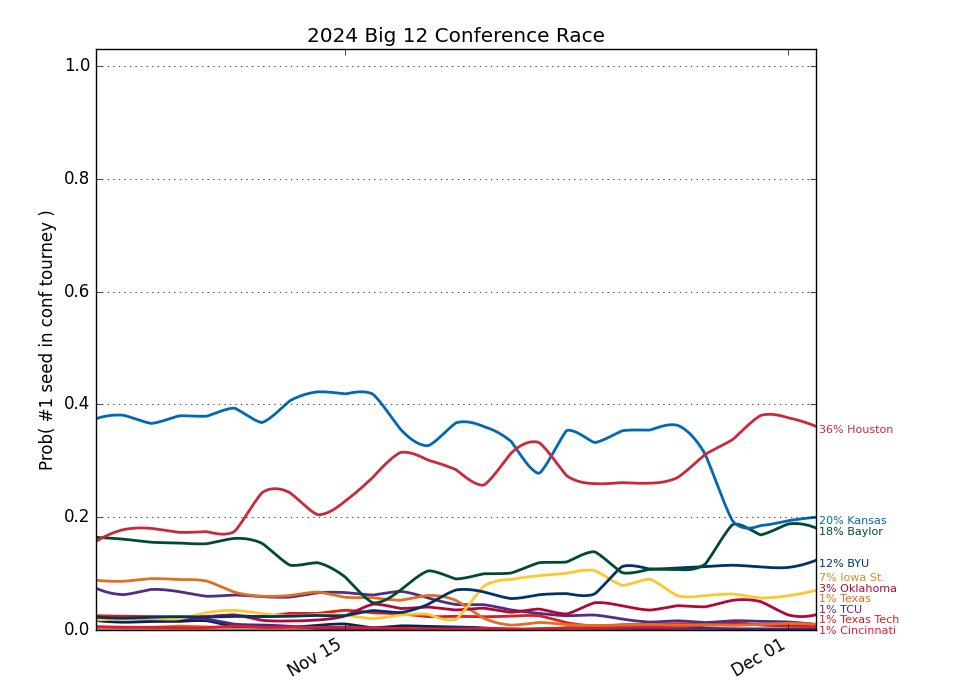 2024 Big 12 Conference Race
Prob( #1 seed in conf tourney )
1.0
0.8
0.6
0.4
0.2
0.0
Nov 15
Dec 01
36% Houston
20% Kansas
18% Baylor
12% BYU
7% Iowa St.
3% Oklahoma
1% Texas
1% TCU
1% Texas Tech
1% Cincinnati